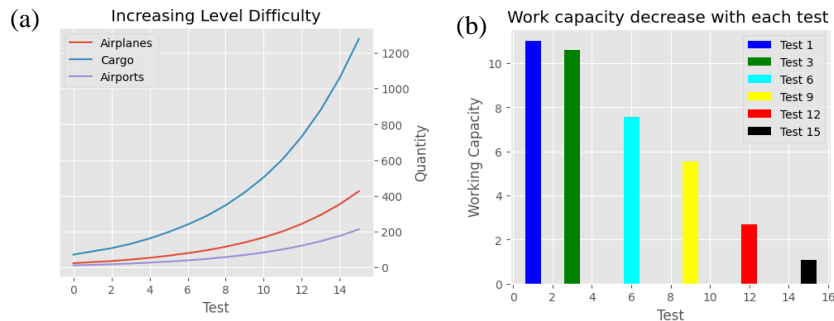 (a)
Increasing Level Difficulty
Airplanes
Cargo
Airports
1200
1000
800
600
400
200
0
Quantity
0 2 4 6 8 10 12 14
Test
(b)
Work capacity decrease with each test
Test 1
Test 3
Test 6
Test 9
Test 12
Test 15
10
8
6
4
2
0
Working Capacity
0 2 4 6 8 10 12 14 16
Test